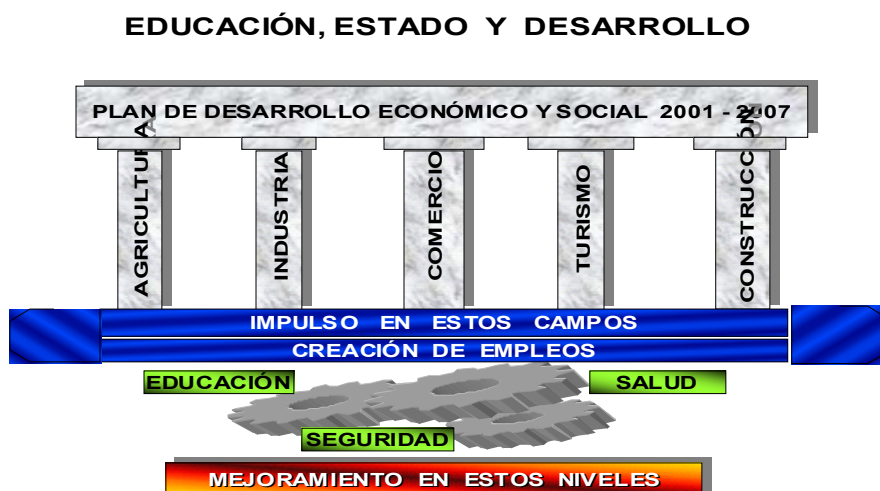 EDUCACIÓN, ESTADO Y DESARROLLO
PLAN DE DESARROLLO ECONÓMICO Y SOCIAL 2001 - 2007
AGRICULTURA
INDUSTRIA
COMERCIO
TURISMO
CONSTRUCCIÓN
IMPULSO EN ESTOS CAMPOS
CREACIÓN DE EMPLEOS
EDUCACIÓN
SALUD
SEGURIDAD
MEJORAMIENTO EN ESTOS NIVELES